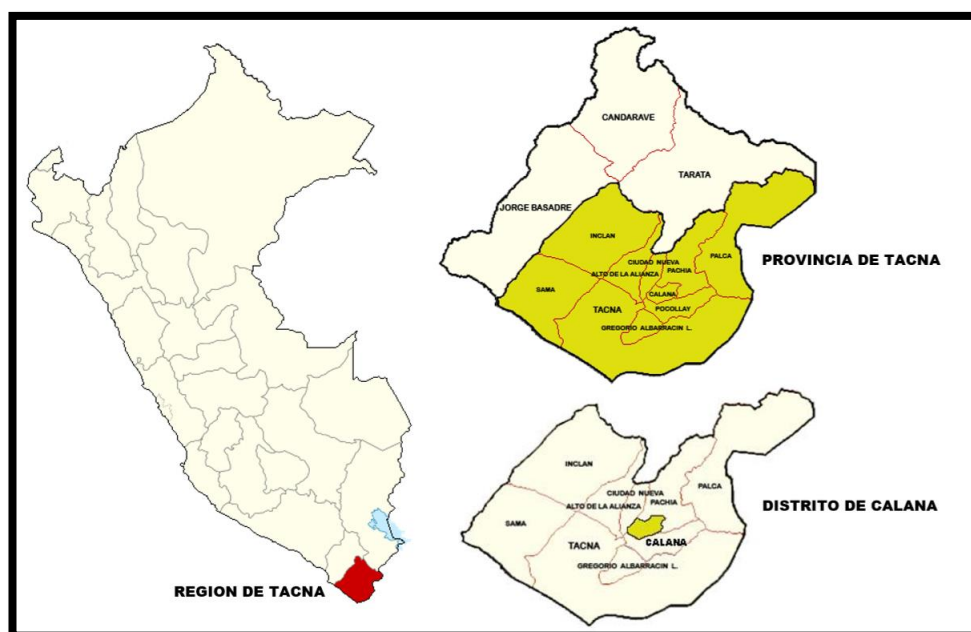 CANDARAVE
TARATA
JORGE BASADRE
INCLAN
PALCA
CIUDAD NUEVA
ALTO DE LA ALIANZA
PACHIA
SAMA
CALANA
TACNA
POCOLLAY
GREGORIO ALBARRACIN L.
PROVINCIA DE TACNA
INCLAN
PALCA
CIUDAD NUEVA
ALTO DE LA ALIANZA
PACHIA
SAMA
TACNA
CALANA
GREGORIO ALBARRACIN L.
DISTRITO DE CALANA
REGION DE TACNA